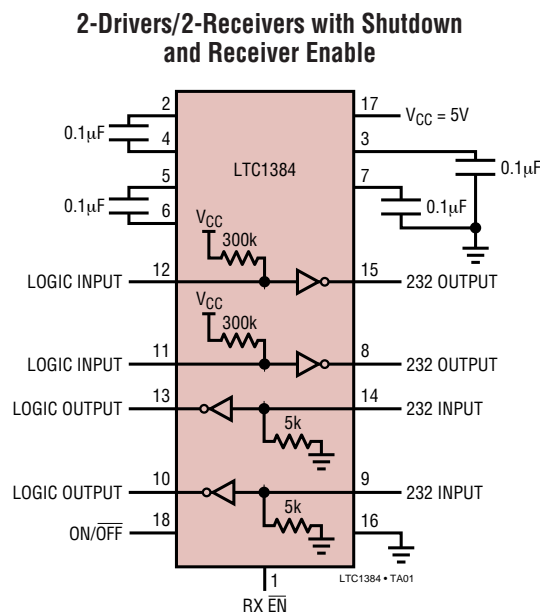 2-Drivers/2-Receivers with Shutdown
and Receiver Enable
2
17
VCC = 5V
0.1µF
4
3
LTC1384
0.1µF
5
7
0.1µF
6
0.1µF
VCC
300k
LOGIC INPUT
12
15
232 OUTPUT
VCC
300k
LOGIC INPUT
11
8
232 OUTPUT
LOGIC OUTPUT
13
14
232 INPUT
5k
LOGIC OUTPUT
10
9
232 INPUT
5k
ON/OFF
18
16
1
LTC1384 • TA01
RX EN